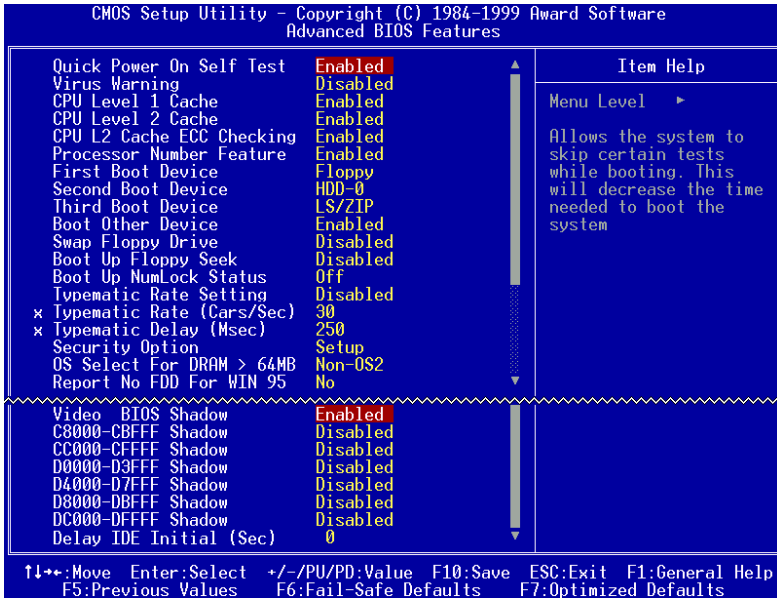 CMOS Setup Utility – Copyright (C) 1984-1999 Award Software
Advanced BIOS Features
Quick Power On Self Test Enabled
Virus Warning Disabled
CPU Level 1 Cache Enabled
CPU Level 2 Cache Enabled
CPU L2 Cache ECC Checking Enabled
Processor Number Feature Enabled
First Boot Device Floppy
Second Boot Device HDD-0
Third Boot Device LS/ZIP
Boot Other Device Enabled
Swap Floppy Drive Disabled
Boot Up Floppy Seek Disabled
Boot Up NumLock Status Off
Typematic Rate Setting Disabled
x Typematic Rate (Cars/Sec) 30
x Typematic Delay (Msec) 250
Security Option Setup
OS Select For DRAM > 64MB Non-OS2
Report No FDD For WIN 95 No
Video BIOS Shadow Enabled
C8000-CBFFF Shadow Disabled
CC000-CFFFF Shadow Disabled
D0000-D3FFF Shadow Disabled
D4000-D7FFF Shadow Disabled
D8000-DBFFF Shadow Disabled
DC000-DFFFF Shadow Disabled
Delay IDE Initial (Sec) 0
Item Help
Menu Level ►
Allows the system to
skip certain tests
while booting. This
will decrease the time
needed to boot the
system
↑↓→←:Move Enter:Select +/-/PU/PD:Value F10:Save ESC:Exit F1:General Help
F5:Previous Values F6:Fail-Safe Defaults F7:Optimized Defaults